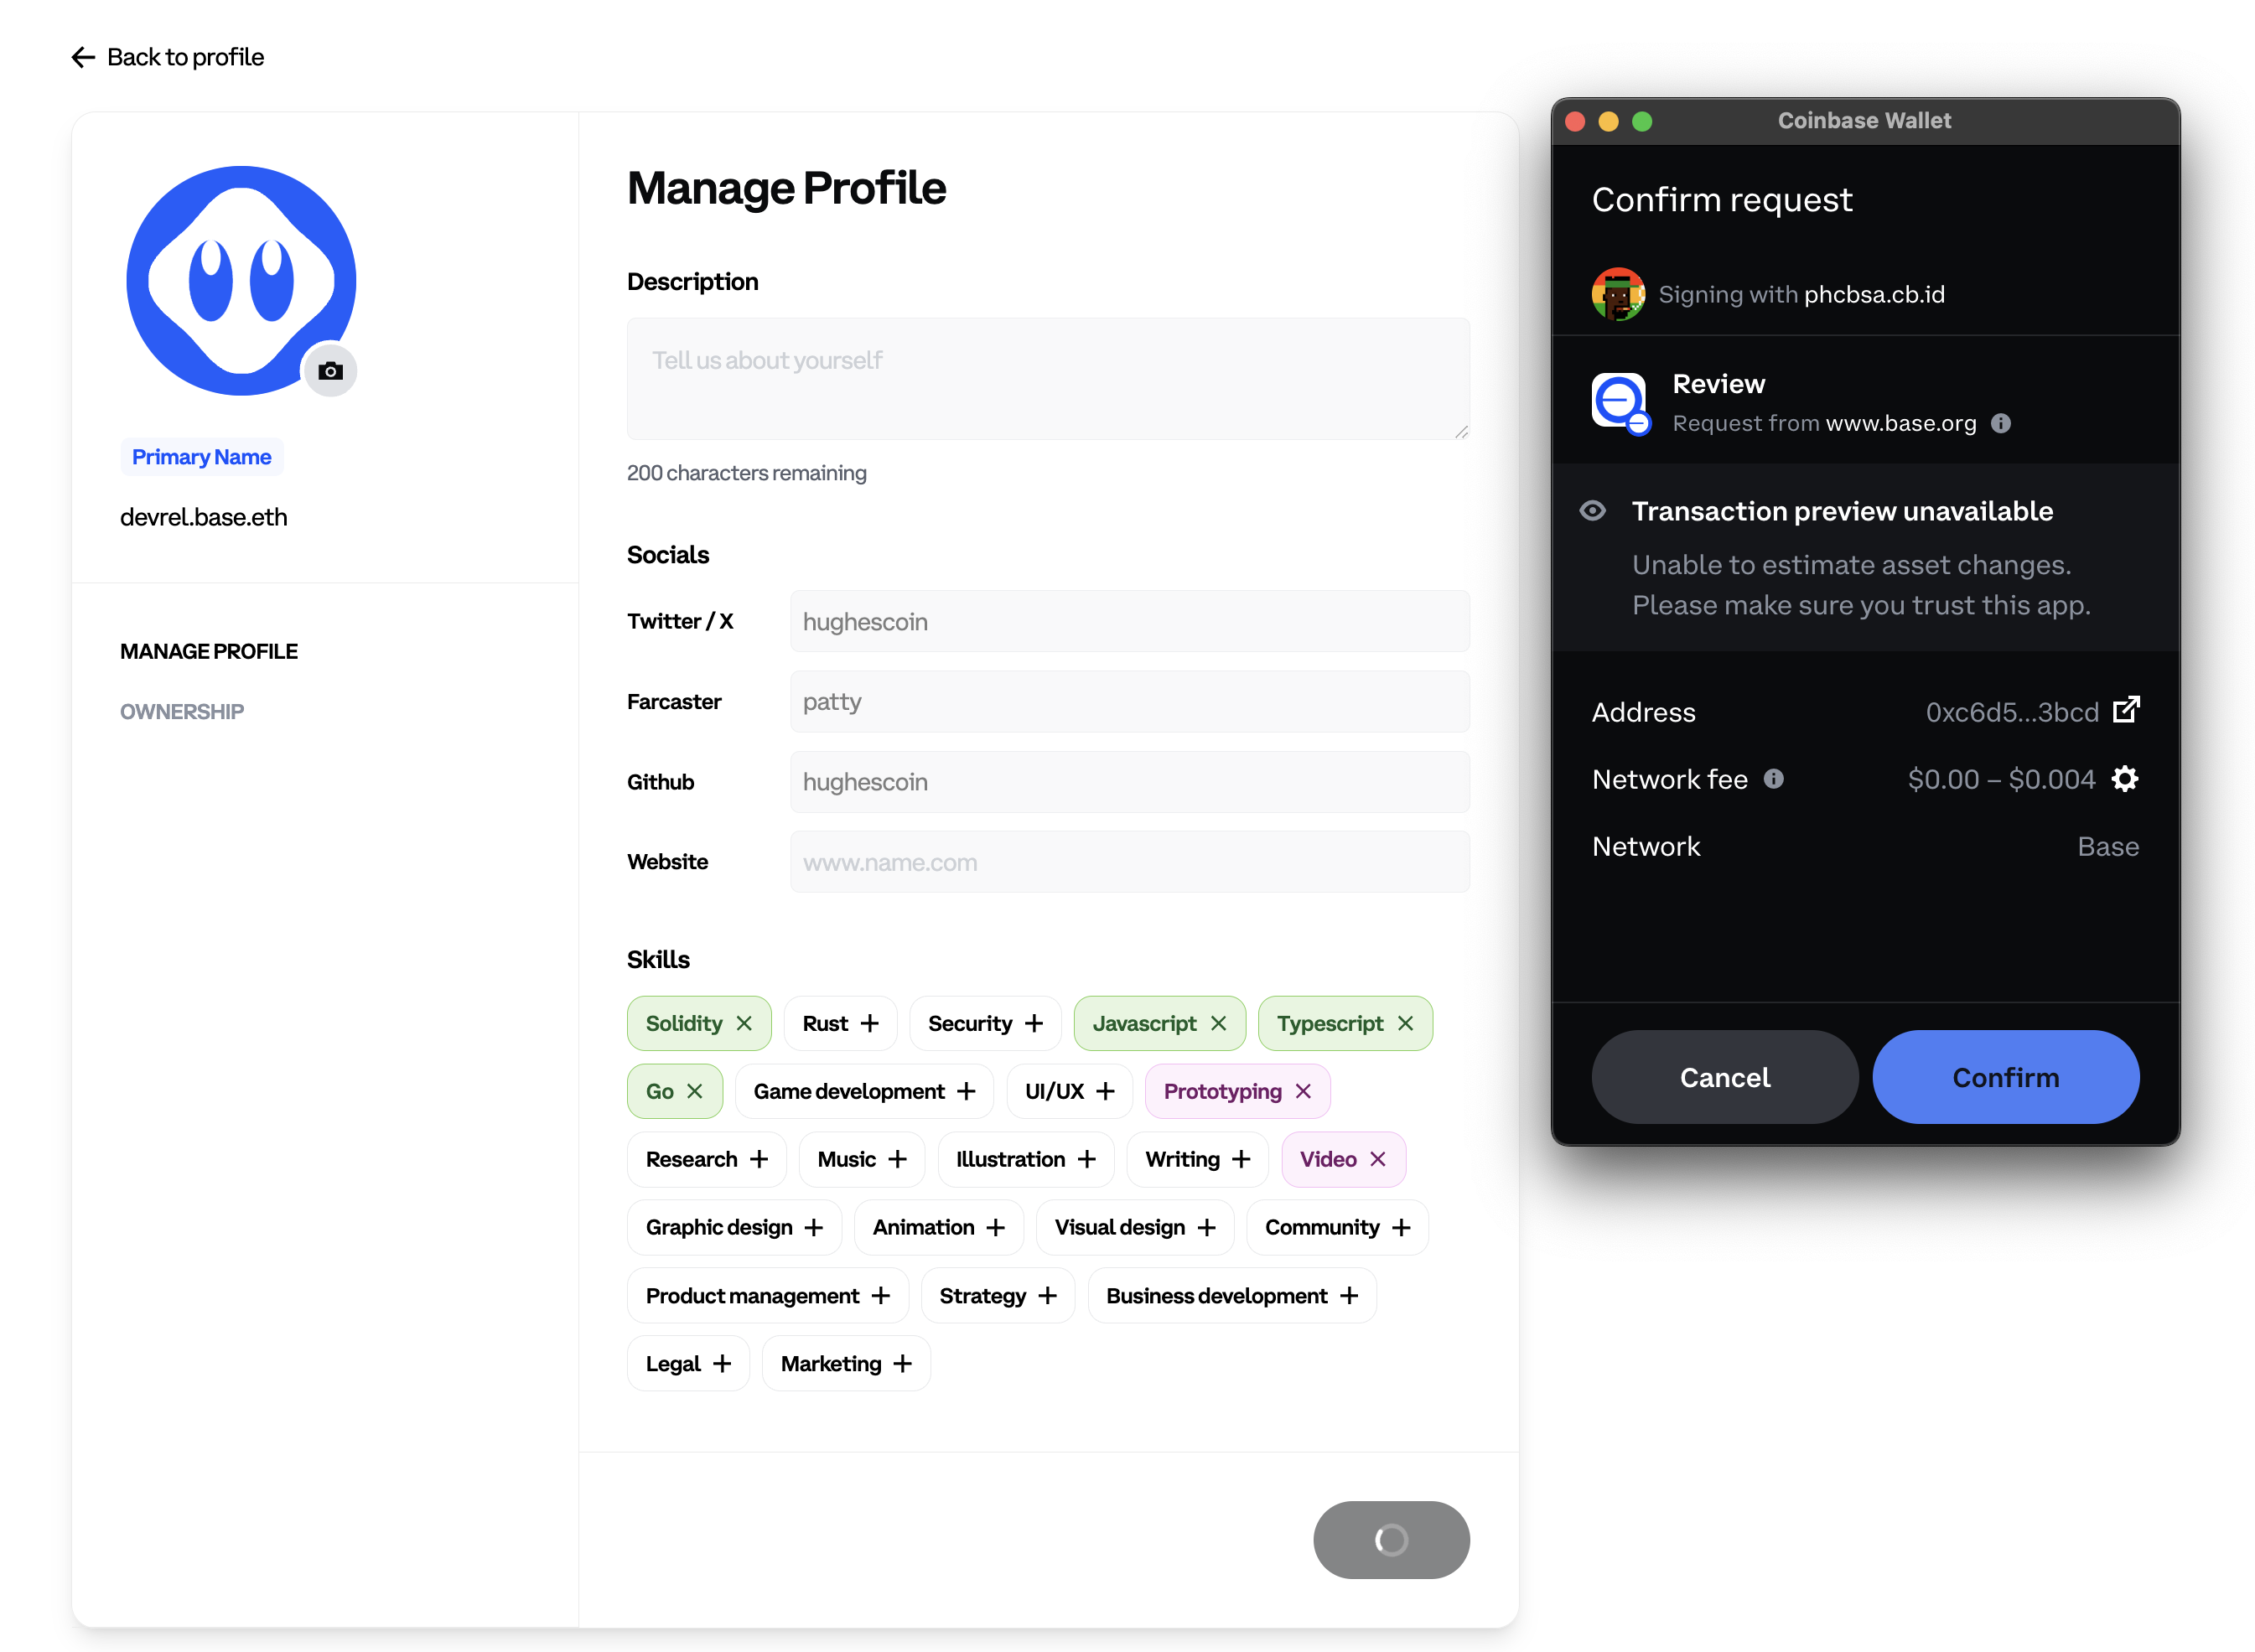 Back to profile
Primary Name
devrel.base.eth
MANAGE PROFILE
OWNERSHIP
Manage Profile
Description
Tell us about yourself
200 characters remaining
Socials
Twitter / X hughescoin
Farcaster patty
Github hughescoin
Website www.name.com
Skills
Solidity Rust Security Javascript Typescript
Go Game development UI/UX Prototyping
Research Music Illustration Writing Video
Graphic design Animation Visual design Community
Product management Strategy Business development
Legal Marketing
Coinbase Wallet
Confirm request
Signing with phcbsa.cb.id
Review
Request from www.base.org
Transaction preview unavailable
Unable to estimate asset changes.
Please make sure you trust this app.
Address 0xc6d5...3bcd
Network fee $0.00 – $0.004
Network Base
Cancel Confirm